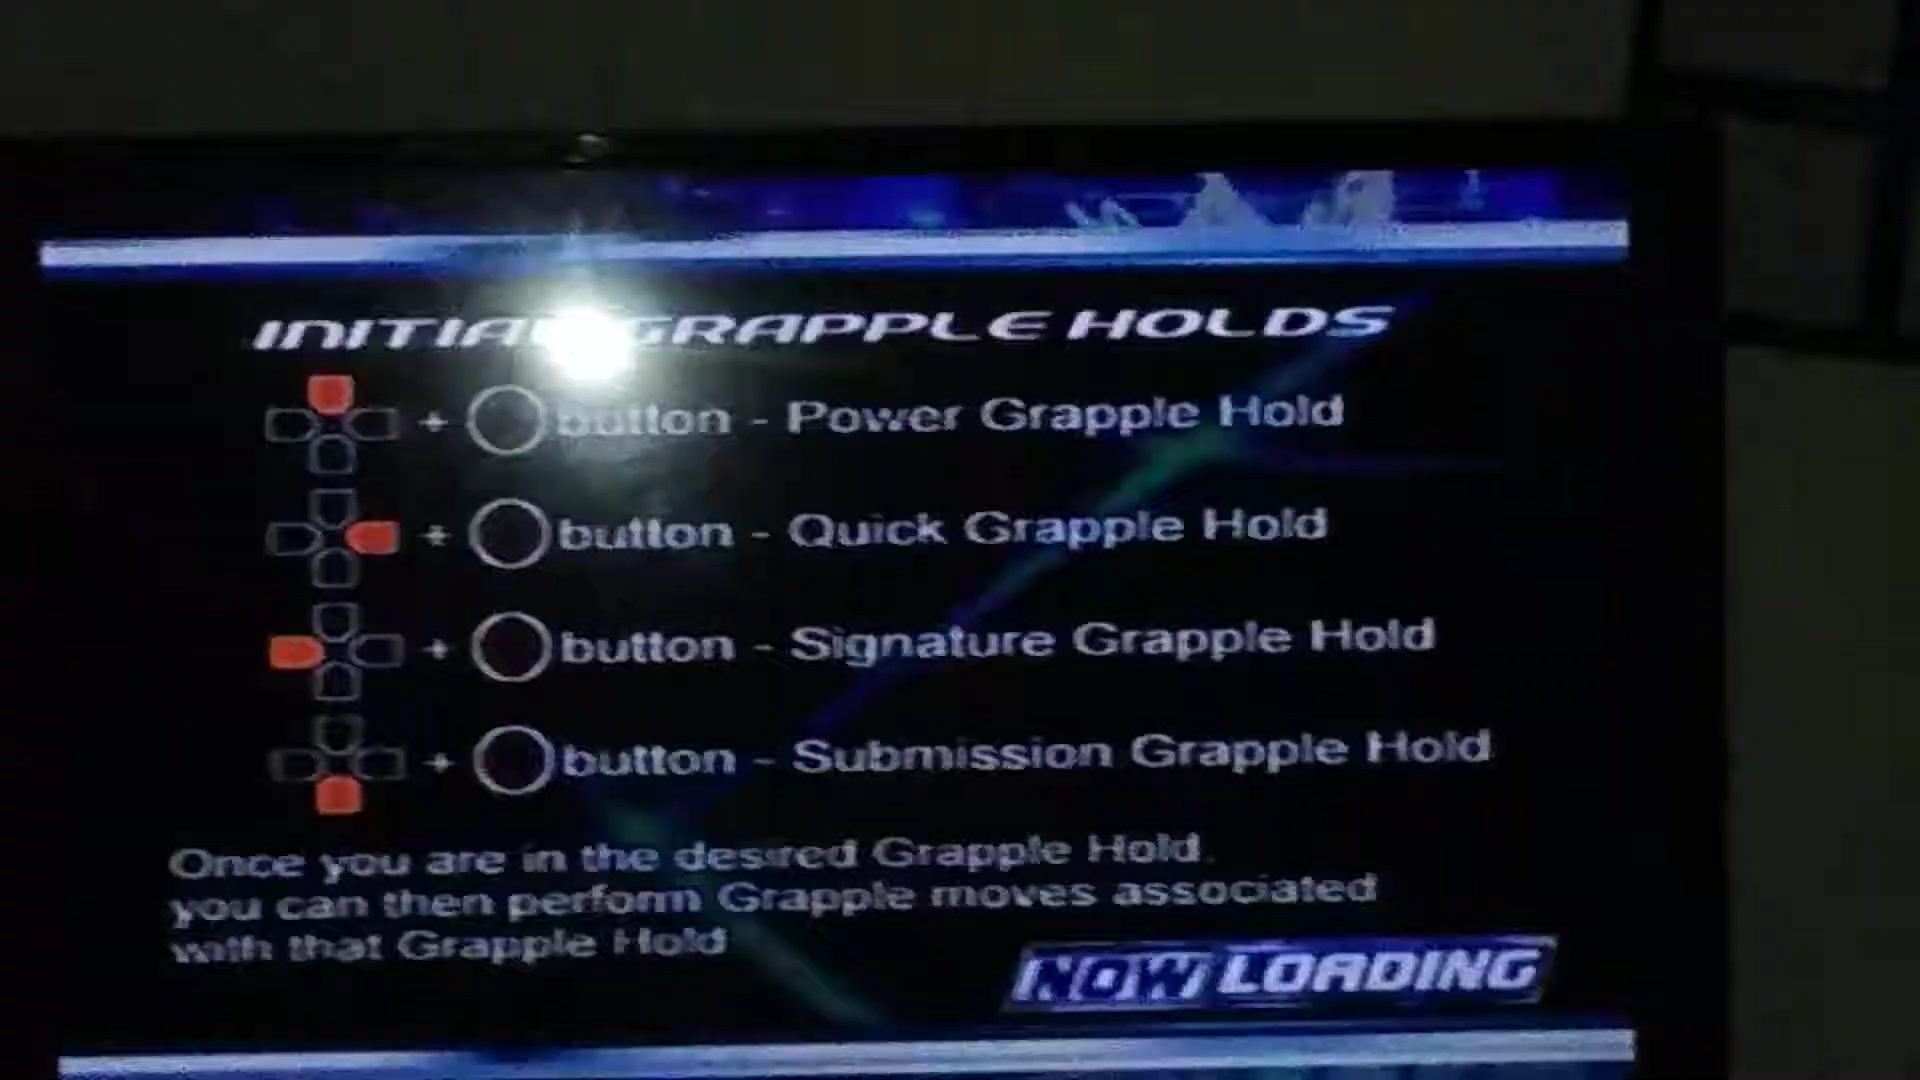 INITIAL GRAPPLE HOLDS
+ button - Power Grapple Hold
+ button - Quick Grapple Hold
+ button - Signature Grapple Hold
+ button - Submission Grapple Hold
Once you are in the desired Grapple Hold,
you can then perform Grapple moves associated
with that Grapple Hold
NOW LOADING